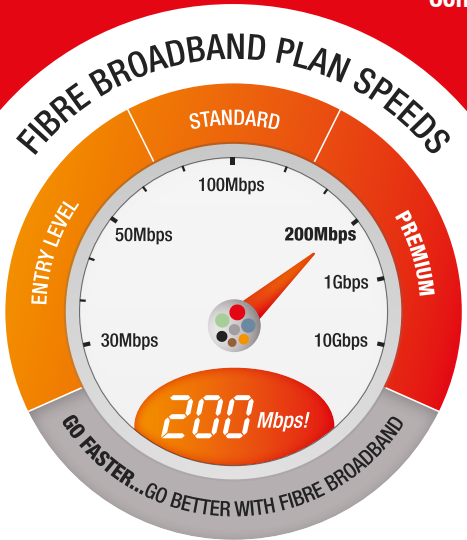 FIBRE BROADBAND PLAN SPEEDS
ENTRY LEVEL
STANDARD
PREMIUM
30Mbps
50Mbps
100Mbps
200Mbps
1Gbps
10Gbps
200 Mbps!
GO FASTER...GO BETTER WITH FIBRE BROADBAND